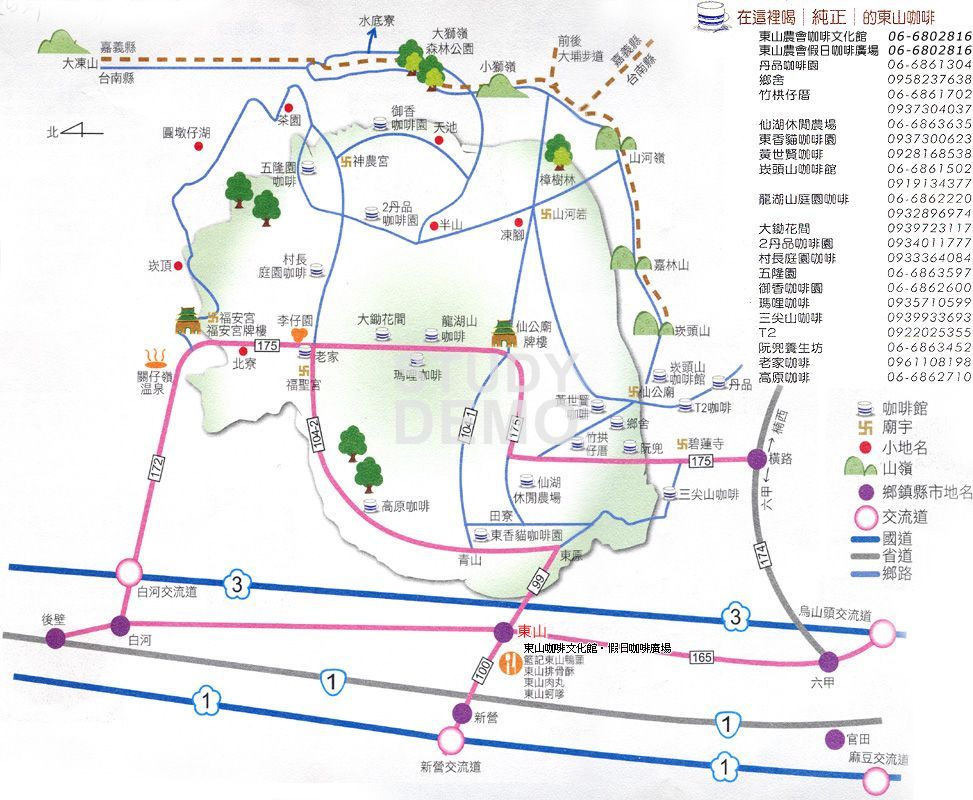 在這裡喝 純正 的東山咖啡
東山農會咖啡文化館 06-6802816
東山農會假日咖啡廣場 06-6802816
丹品咖啡園 06-6861304
鄉舍 0958237638
竹栱仔厝 06-6861702
0937304037
仙湖休閒農場 06-6863635
東香貓咖啡園 0937300623
黃世賢咖啡 0928168538
崁頭山咖啡館 06-6861502
0919134377
龍湖山庭園咖啡 06-6862220
0932896974
大鋤花間 0939723117
2丹品咖啡園 0934011777
村長庭園咖啡 0933364084
五隆園 06-6863597
御香咖啡園 06-6862600
瑪哩咖啡 0935710599
三尖山咖啡 0939933693
T2 0922025355
阮兜養生坊 06-6863452
老家咖啡 0961108198
高原咖啡 06-6862710
咖啡館
廟宇
小地名
山嶺
鄉鎮縣市地名
交流道
國道
省道
鄉路
水底寮
大獅嶺
森林公園
嘉義縣
大凍山
台南縣
小獅嶺
前後
大埔步道
嘉義縣
台南縣
北
茶園
圓墩仔湖
御香
咖啡園
天池
五隆園
咖啡
神農宮
樟樹林
山河嶺
2丹品
咖啡園
半山
凍腳
山河岩
崁頂
村長
庭園咖啡
嘉林山
福安宮
福安宮牌樓
李仔園
大鋤花間
龍湖山
咖啡
仙公廟
牌樓
崁頭山
關仔嶺
溫泉
北寮
175
老家
福聖宮
瑪哩咖啡
STUDY
DEMO
崁頭山
咖啡館
丹品
仙公廟
黃世賢
咖啡
T2咖啡
鄉舍
104-2
104-1
175
竹栱
仔厝
阮兜
碧蓮寺
175
橫路
楠西
六甲
172
高原咖啡
仙湖
休閒農場
三尖山咖啡
田寮
東香貓咖啡園
青山
東原
174
99
白河交流道
3
3
烏山頭交流道
後壁
白河
東山
東山咖啡文化館·假日咖啡廣場
籃記東山鴨頭
東山排骨酥
東山肉丸
東山蚵嗲
100
165
六甲
1
1
新營
1
官田
新營交流道
1
麻豆交流道